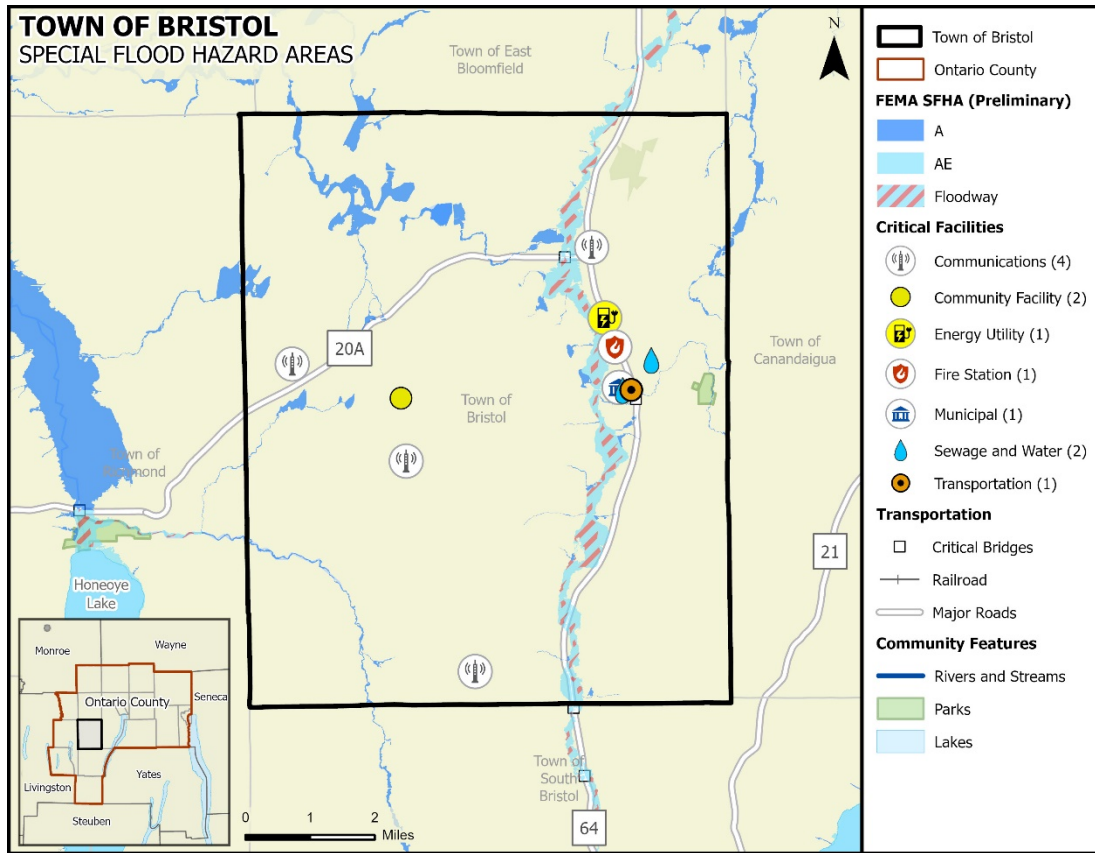 TOWN OF BRISTOL
SPECIAL FLOOD HAZARD AREAS
Town of East
Bloomfield
N
20A
Town of
Bristol
Town of
Canandaigua
Town of
21
Honeoye
Lake
Town of
South
Bristol
64
Monroe
Wayne
Ontario County
Seneca
Livingston
Yates
Steuben
0 1 2
Miles
Town of Bristol
Ontario County
FEMA SFHA (Preliminary)
A
AE
Floodway
Critical Facilities
Communications (4)
Community Facility (2)
Energy Utility (1)
Fire Station (1)
Municipal (1)
Sewage and Water (2)
Transportation (1)
Transportation
Critical Bridges
Railroad
Major Roads
Community Features
Rivers and Streams
Parks
Lakes